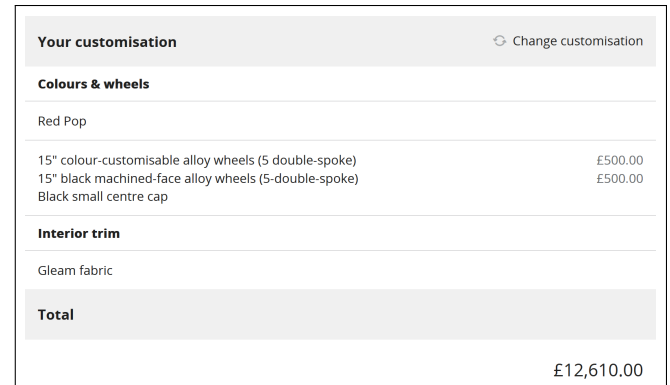 Your customisation
Change customisation
Colours & wheels
Red Pop
15" colour-customisable alloy wheels (5 double-spoke) £500.00
15" black machined-face alloy wheels (5-double-spoke) £500.00
Black small centre cap
Interior trim
Gleam fabric
Total
£12,610.00